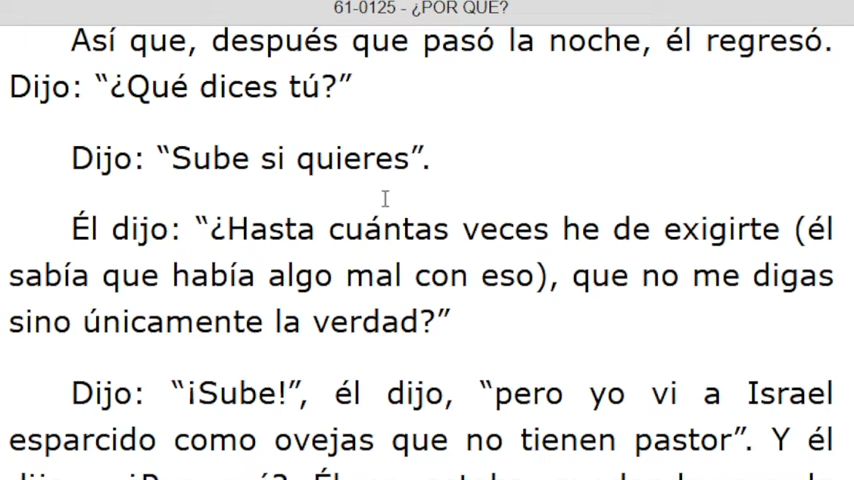 61-0125 - ¿POR QUE?
Así que, después que pasó la noche, él regresó.
Dijo: “¿Qué dices tú?”
Dijo: “Sube si quieres”.
Él dijo: “¿Hasta cuántas veces he de exigirte (él
sabía que había algo mal con eso), que no me digas
sino únicamente la verdad?”
Dijo: “¡Sube!”, él dijo, “pero yo vi a Israel
esparcido como ovejas que no tienen pastor”. Y él